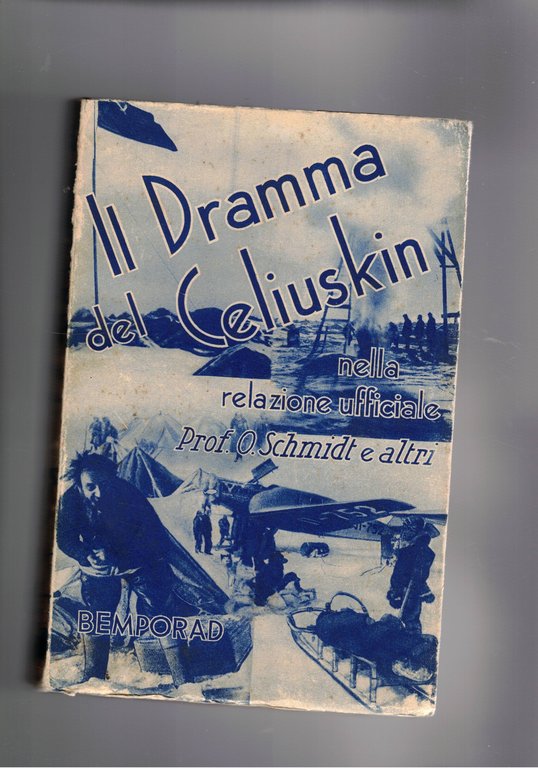 Il Dramma
del Celiuskin
nella
relazione ufficiale
Prof. O. Schmidt e altri
BEMPORAD